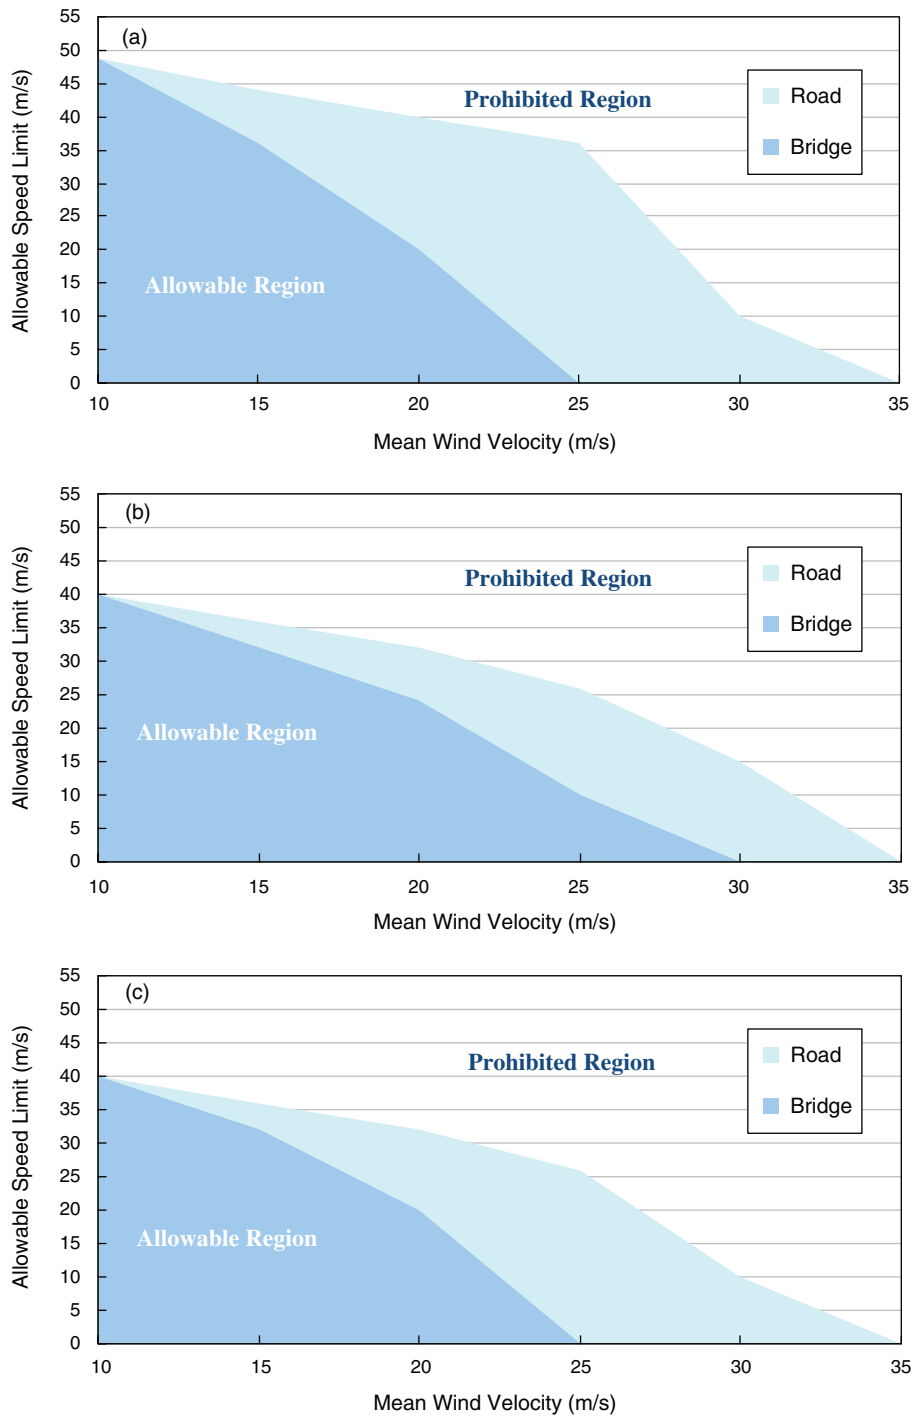 (a)
Allowable Speed Limit (m/s)
55
50
45
40
35
30
25
20
15
10
5
0
Prohibited Region
Road
Bridge
Allowable Region
10 15 20 25 30 35
Mean Wind Velocity (m/s)
(b)
Allowable Speed Limit (m/s)
55
50
45
40
35
30
25
20
15
10
5
0
Prohibited Region
Road
Bridge
Allowable Region
10 15 20 25 30 35
Mean Wind Velocity (m/s)
(c)
Allowable Speed Limit (m/s)
55
50
45
40
35
30
25
20
15
10
5
0
Prohibited Region
Road
Bridge
Allowable Region
10 15 20 25 30 35
Mean Wind Velocity (m/s)